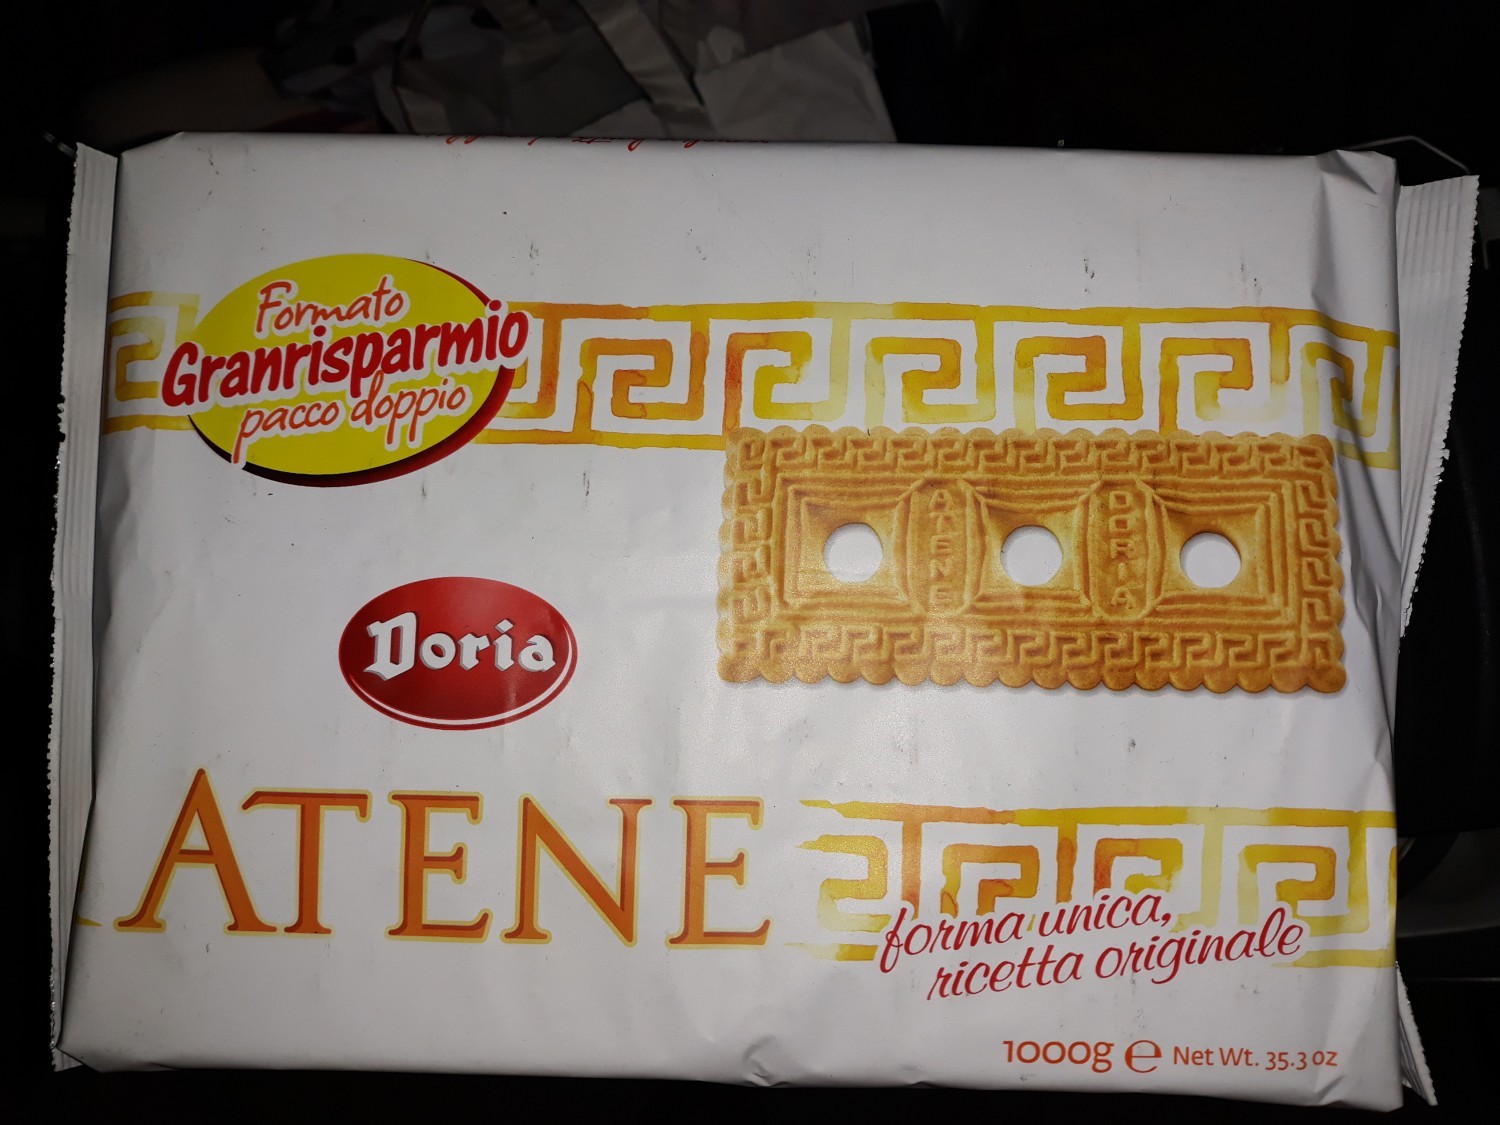 Formato
Granrisparmio
pacco doppio
ATENE
DORIA
Doria
ATENE
forma unica,
ricetta originale
1000g e Net Wt. 35.3 oz